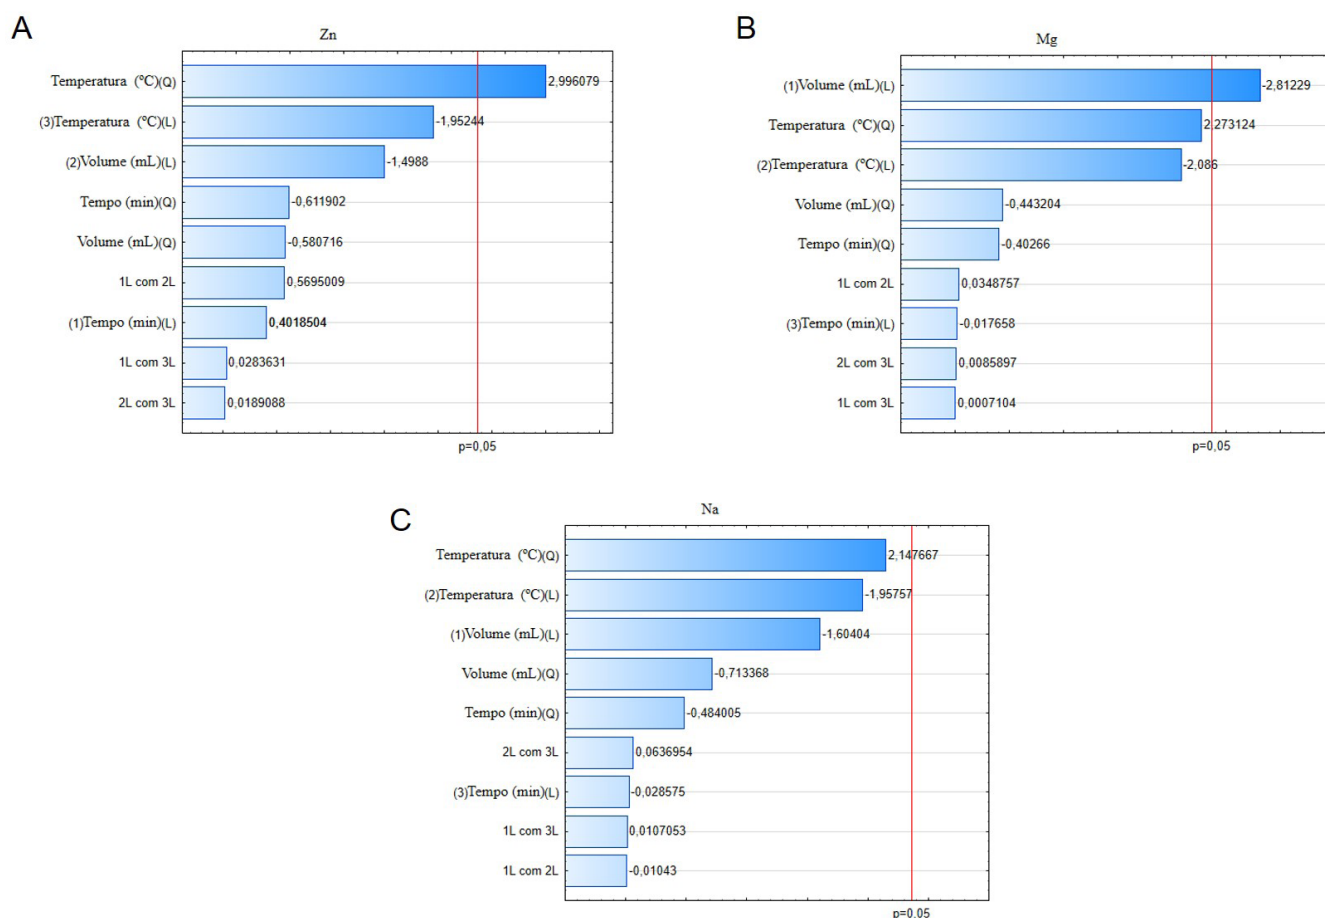 A
Zn
Temperatura (ºC)(Q)
2,996079
(3)Temperatura (ºC)(L)
-1,95244
(2)Volume (mL)(L)
-1,4988
Tempo (min)(Q)
-0,611902
Volume (mL)(Q)
-0,580716
1L com 2L
0,5695009
(1)Tempo (min)(L)
0,4018504
1L com 3L
0,0283631
2L com 3L
0,0189088
p=0,05
B
Mg
(1)Volume (mL)(L)
-2,81229
Temperatura (ºC)(Q)
2,273124
(2)Temperatura (ºC)(L)
-2,086
Volume (mL)(Q)
-0,443204
Tempo (min)(Q)
-0,40266
1L com 2L
0,0348757
(3)Tempo (min)(L)
-0,017658
2L com 3L
0,0085897
1L com 3L
0,0007104
p=0,05
C
Na
Temperatura (ºC)(Q)
2,147667
(2)Temperatura (ºC)(L)
-1,95757
(1)Volume (mL)(L)
-1,60404
Volume (mL)(Q)
-0,713368
Tempo (min)(Q)
-0,484005
2L com 3L
0,0636954
(3)Tempo (min)(L)
-0,028575
1L com 3L
0,0107053
1L com 2L
-0,01043
p=0,05